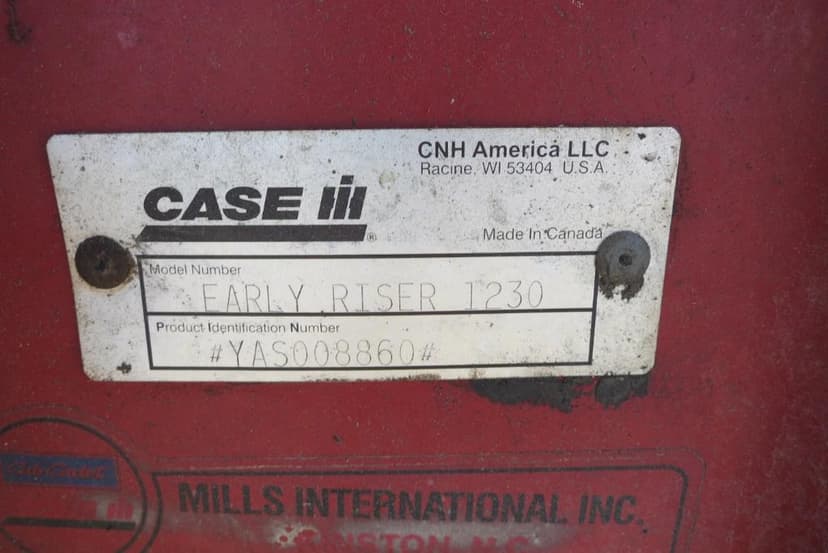 CNH America LLC
Racine, WI 53404 U.S.A.
CASE IH
®
Made In Canada
Model Number
EARLY RISER 1230
Product Identification Number
#YAS008860#
MILLS INTERNATIONAL INC.